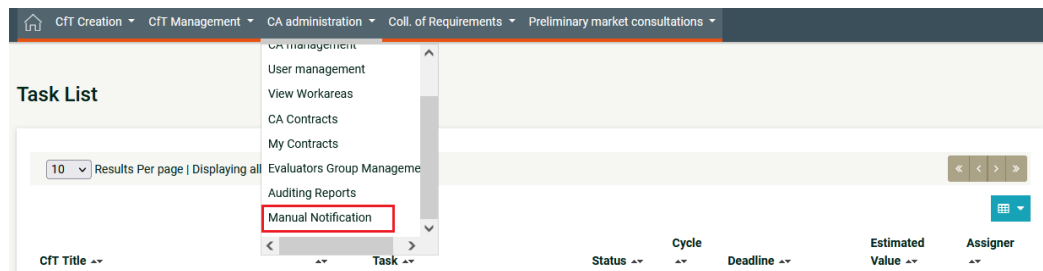 CfT Creation CfT Management CA administration Coll. of Requirements Preliminary market consultations
CA management
User management
Task List
View Workareas
CA Contracts
My Contracts
10 Results Per page | Displaying all
Evaluators Group Manageme
Auditing Reports
Manual Notification
CfT Title Task Status Cycle Deadline Estimated Value Assigner